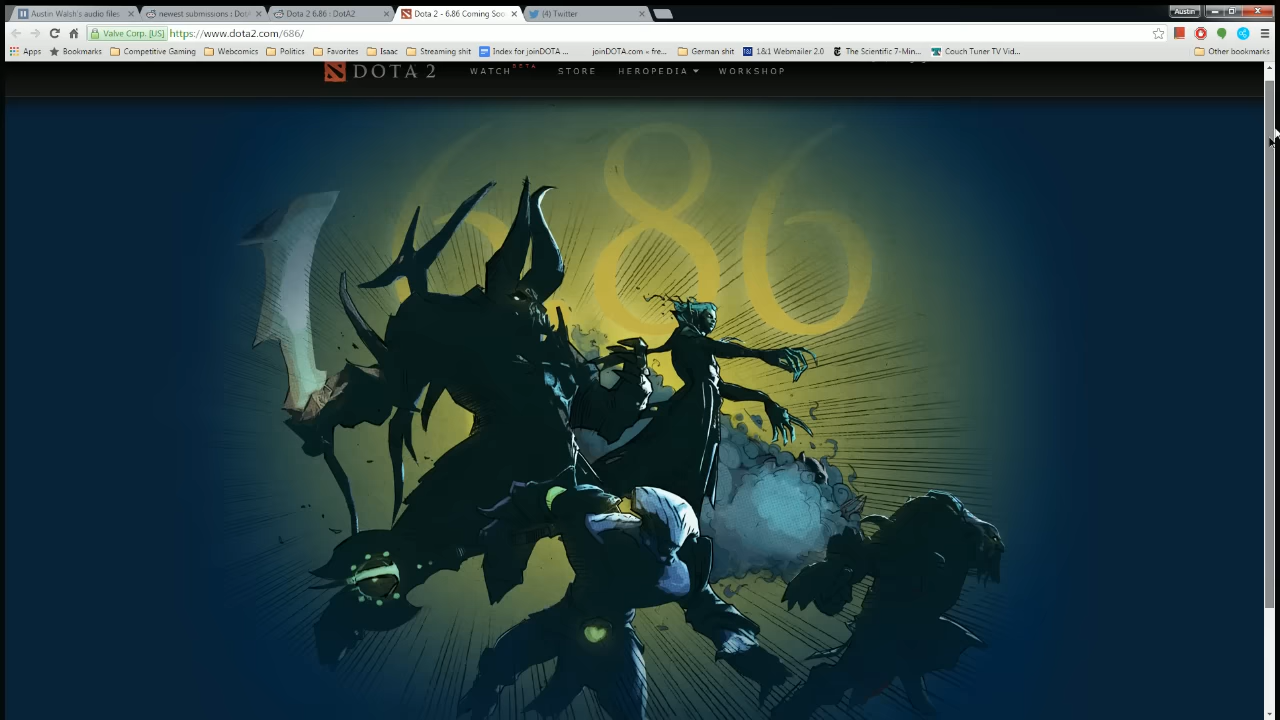 Austin Walsh's audio files
newest submissions : Dot
Dota 2 6.86 : DotA2
Dota 2 - 6.86 Coming Soo
(4) Twitter
Austin
Valve Corp. [US]
https://www.dota2.com/686/
Apps
Bookmarks
Competitive Gaming
Webcomics
Politics
Favorites
Isaac
Streaming shit
Index for joinDOTA...
joinDOTA.com « fre...
German shit
1&1 Webmailer 2.0
The Scientific 7-Min...
Couch Tuner TV Vid...
Other bookmarks
DOTA 2
WATCH BETA
STORE
HEROPEDIA
WORKSHOP
686